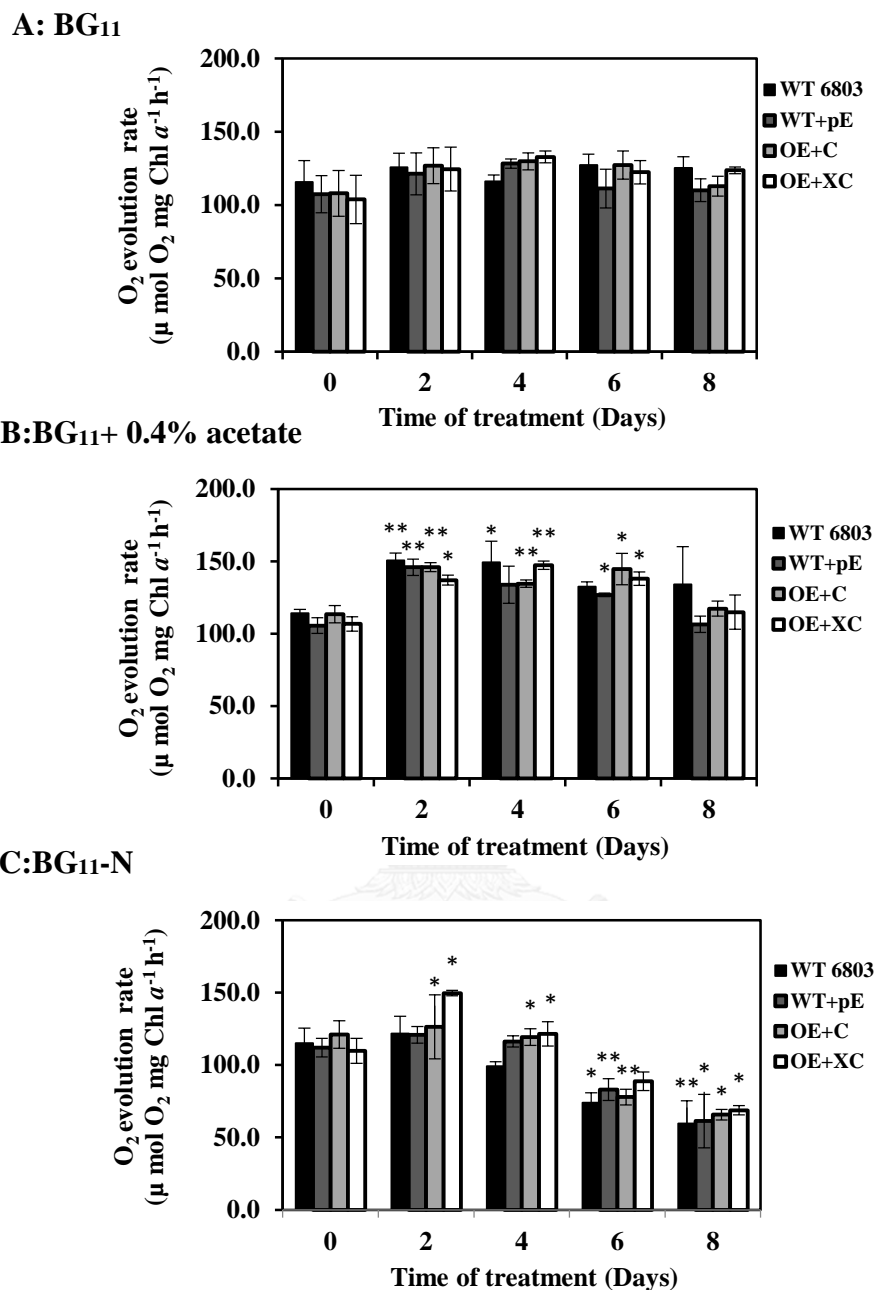 A: BG₁₁
O₂ evolution rate
(μ mol O₂ mg Chl a⁻¹ h⁻¹)
200.0
150.0
100.0
50.0
0.0
0 2 4 6 8
Time of treatment (Days)
WT 6803
WT+pE
OE+C
OE+XC
B:BG₁₁+ 0.4% acetate
O₂ evolution rate
(μ mol O₂ mg Chl a⁻¹ h⁻¹)
200.0
150.0
100.0
50.0
0.0
** ** ** *
* ** **
* * *
0 2 4 6 8
Time of treatment (Days)
WT 6803
WT+pE
OE+C
OE+XC
C:BG₁₁-N
O₂ evolution rate
(μ mol O₂ mg Chl a⁻¹ h⁻¹)
200.0
150.0
100.0
50.0
0.0
* *
* *
* ** **
** * * *
0 2 4 6 8
Time of treatment (Days)
WT 6803
WT+pE
OE+C
OE+XC